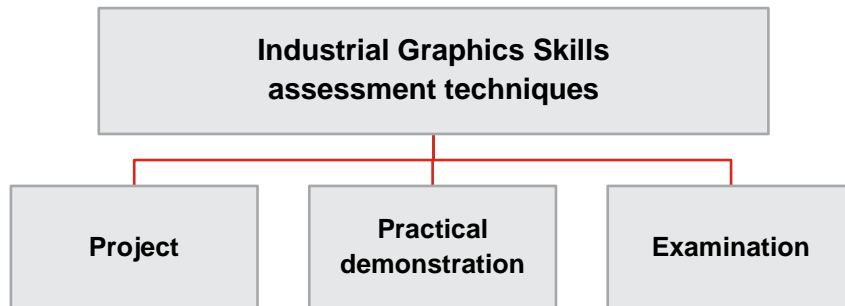 Industrial Graphics Skills
assessment techniques
Project
Practical
demonstration
Examination